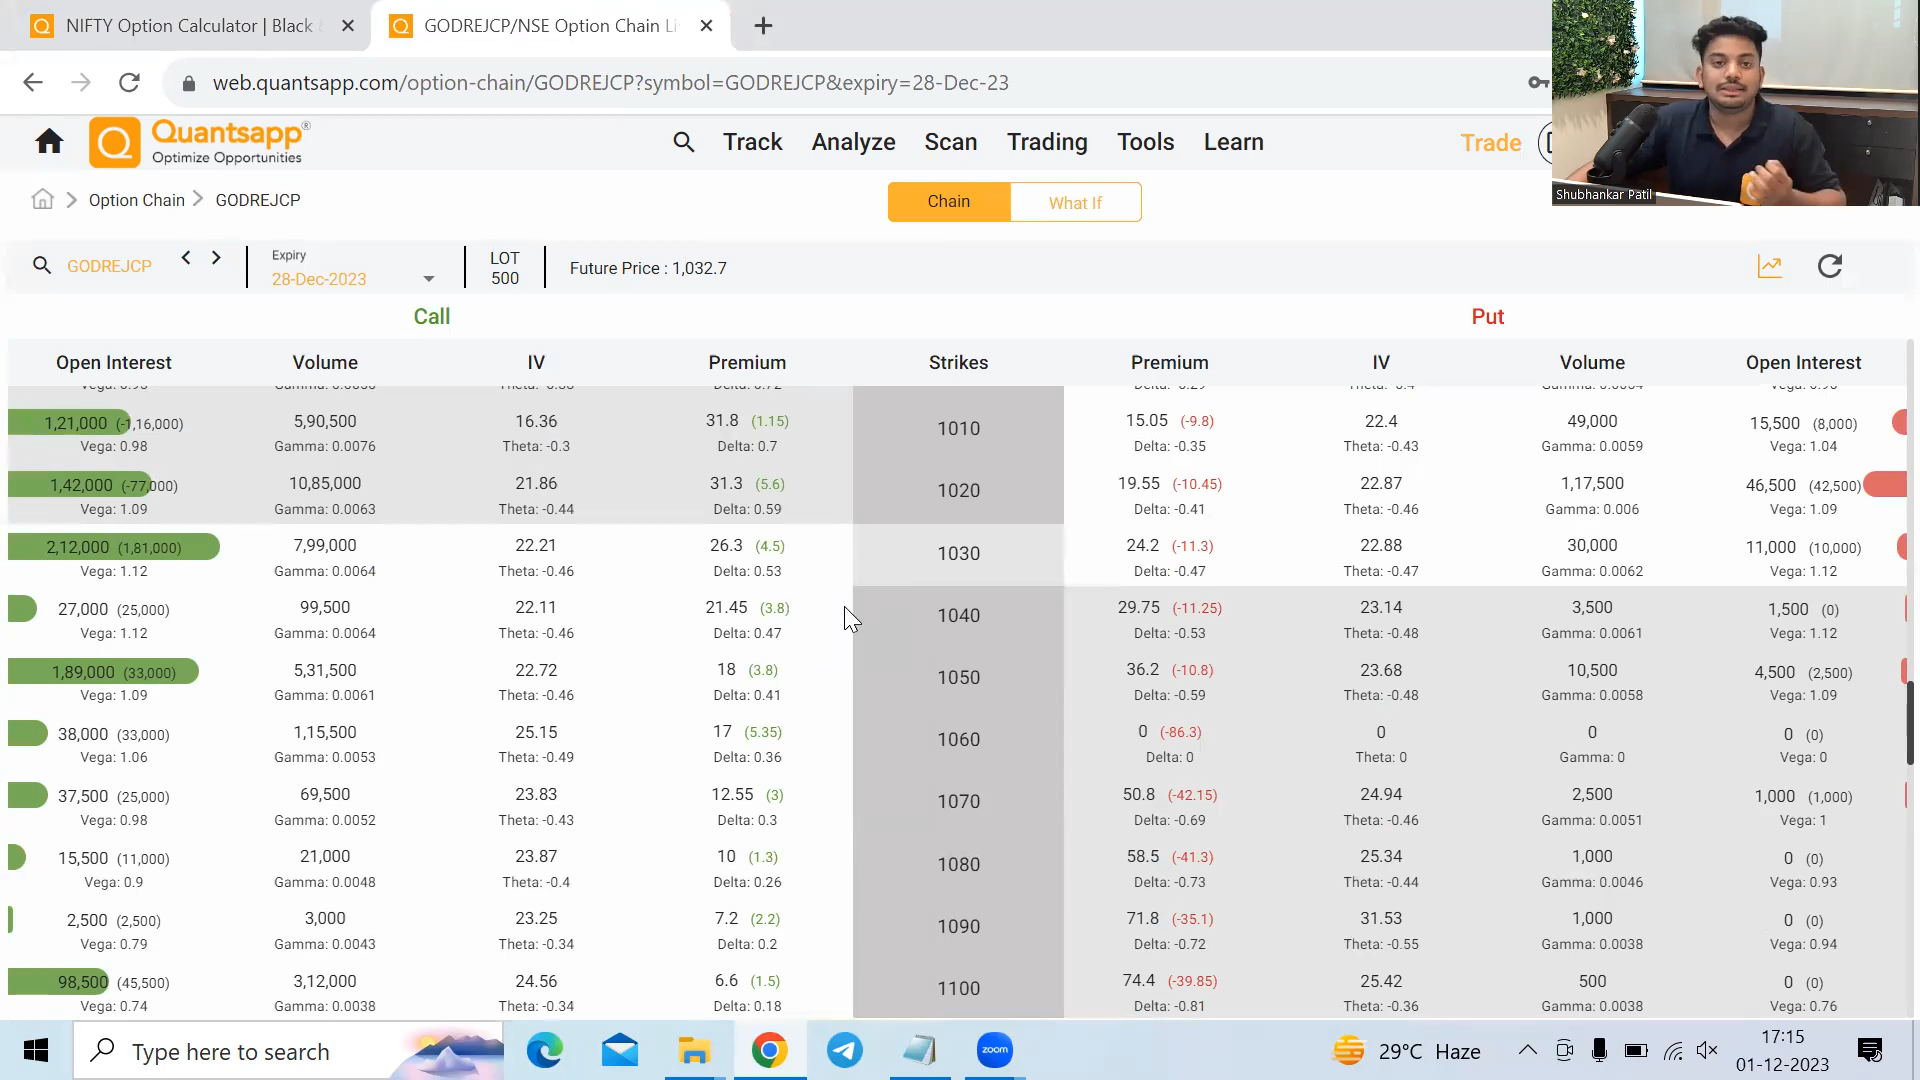 NIFTY Option Calculator | Black
GODREJCP/NSE Option Chain Li
web.quantsapp.com/option-chain/GODREJCP?symbol=GODREJCP&expiry=28-Dec-23
Quantsapp®
Optimize Opportunities
Track Analyze Scan Trading Tools Learn
Trade
Shubhankar Patil
Option Chain GODREJCP
Chain What If
GODREJCP
Expiry
28-Dec-2023
LOT
500
Future Price : 1,032.7
Call Put
Open Interest Volume IV Premium Strikes Premium IV Volume Open Interest
1,21,000 (-1,16,000) 5,90,500 16.36 31.8 (1.15) 1010 15.05 (-9.8) 22.4 49,000 15,500 (8,000)
Vega: 0.98 Gamma: 0.0076 Theta: -0.3 Delta: 0.7 Delta: -0.35 Theta: -0.43 Gamma: 0.0059 Vega: 1.04
1,42,000 (-77,000) 10,85,000 21.86 31.3 (5.6) 1020 19.55 (-10.45) 22.87 1,17,500 46,500 (42,500)
Vega: 1.09 Gamma: 0.0063 Theta: -0.44 Delta: 0.59 Delta: -0.41 Theta: -0.46 Gamma: 0.006 Vega: 1.09
2,12,000 (1,81,000) 7,99,000 22.21 26.3 (4.5) 1030 24.2 (-11.3) 22.88 30,000 11,000 (10,000)
Vega: 1.12 Gamma: 0.0064 Theta: -0.46 Delta: 0.53 Delta: -0.47 Theta: -0.47 Gamma: 0.0062 Vega: 1.12
27,000 (25,000) 99,500 22.11 21.45 (3.8) 1040 29.75 (-11.25) 23.14 3,500 1,500 (0)
Vega: 1.12 Gamma: 0.0064 Theta: -0.46 Delta: 0.47 Delta: -0.53 Theta: -0.48 Gamma: 0.0061 Vega: 1.12
1,89,000 (33,000) 5,31,500 22.72 18 (3.8) 1050 36.2 (-10.8) 23.68 10,500 4,500 (2,500)
Vega: 1.09 Gamma: 0.0061 Theta: -0.46 Delta: 0.41 Delta: -0.59 Theta: -0.48 Gamma: 0.0058 Vega: 1.09
38,000 (33,000) 1,15,500 25.15 17 (5.35) 1060 0 (-86.3) 0 0 0 (0)
Vega: 1.06 Gamma: 0.0053 Theta: -0.49 Delta: 0.36 Delta: 0 Theta: 0 Gamma: 0 Vega: 0
37,500 (25,000) 69,500 23.83 12.55 (3) 1070 50.8 (-42.15) 24.94 2,500 1,000 (1,000)
Vega: 0.98 Gamma: 0.0052 Theta: -0.43 Delta: 0.3 Delta: -0.69 Theta: -0.46 Gamma: 0.0051 Vega: 1
15,500 (11,000) 21,000 23.87 10 (1.3) 1080 58.5 (-41.3) 25.34 1,000 0 (0)
Vega: 0.9 Gamma: 0.0048 Theta: -0.4 Delta: 0.26 Delta: -0.73 Theta: -0.44 Gamma: 0.0046 Vega: 0.93
2,500 (2,500) 3,000 23.25 7.2 (2.2) 1090 71.8 (-35.1) 31.53 1,000 0 (0)
Vega: 0.79 Gamma: 0.0043 Theta: -0.34 Delta: 0.2 Delta: -0.72 Theta: -0.55 Gamma: 0.0038 Vega: 0.94
98,500 (45,500) 3,12,000 24.56 6.6 (1.5) 1100 74.4 (-39.85) 25.42 500 0 (0)
Vega: 0.74 Gamma: 0.0038 Theta: -0.34 Delta: 0.18 Delta: -0.81 Theta: -0.36 Gamma: 0.0038 Vega: 0.76
Type here to search
zoom
29°C Haze
17:15
01-12-2023